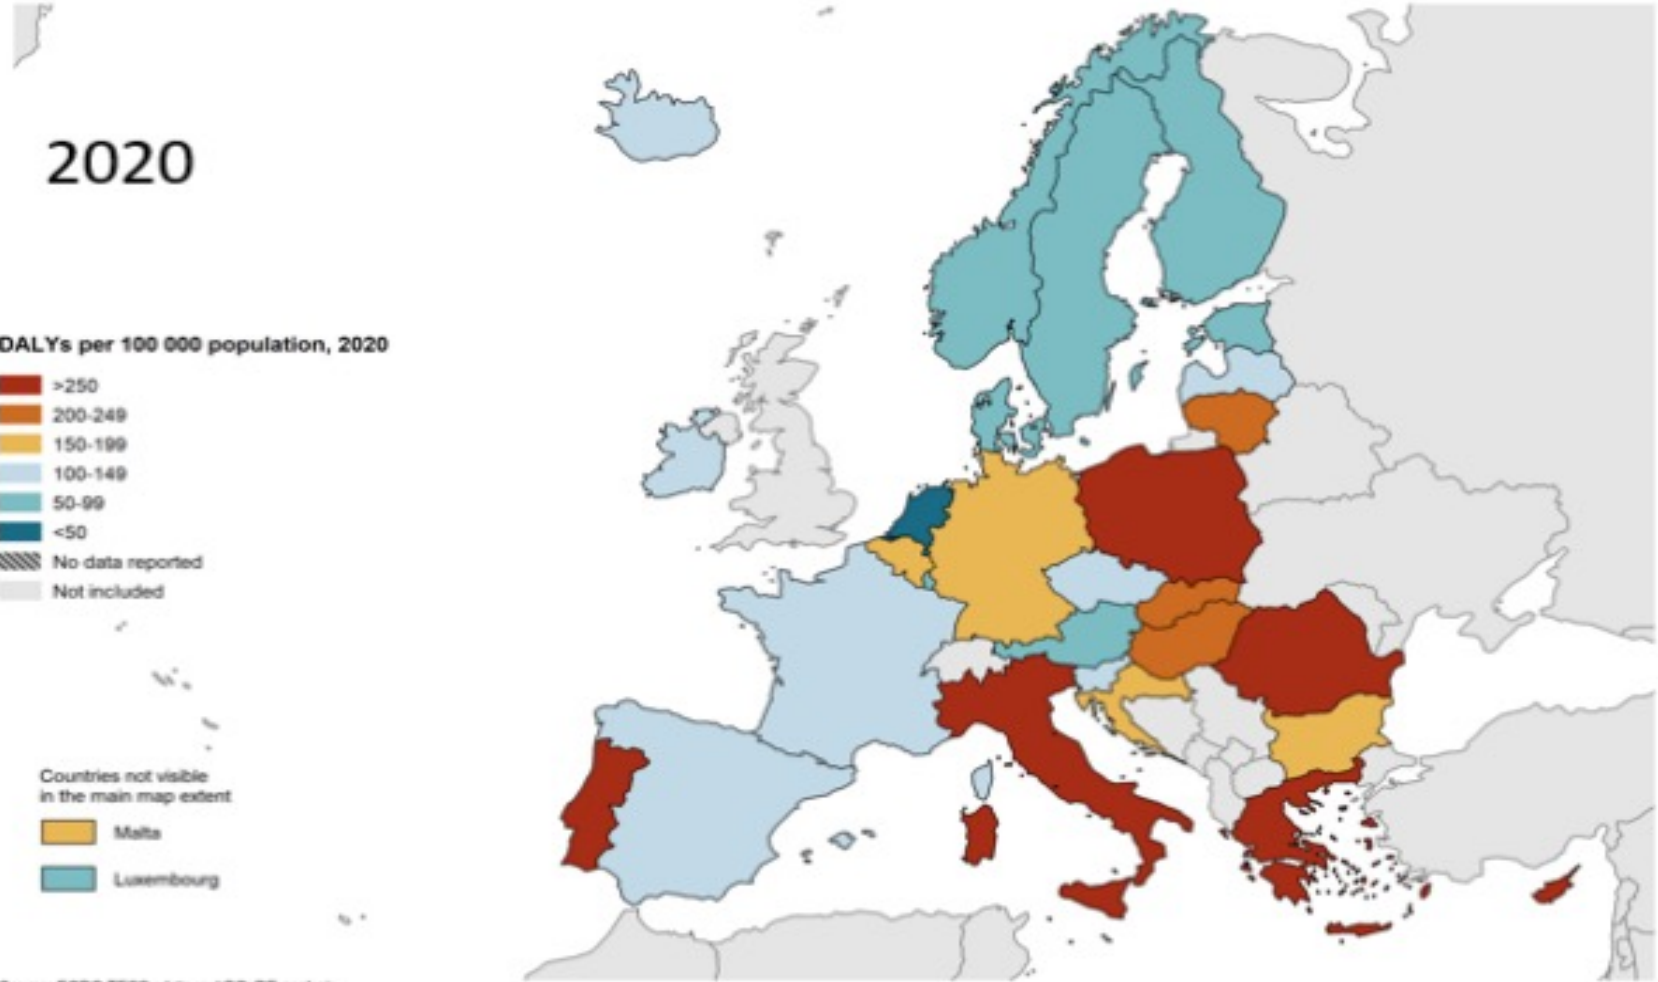 2020
DALYs per 100 000 population, 2020
>250
200-249
150-199
100-149
50-99
<50
No data reported
Not included
Countries not visible
in the main map extent
Malta
Luxembourg